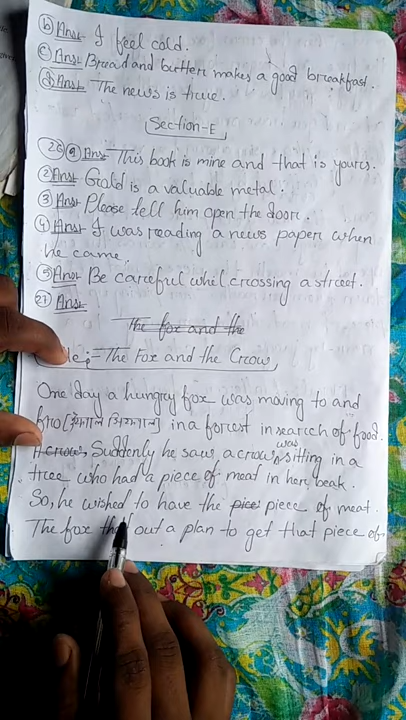 (b) Ans I feel cold.
(c) Ans Bread and butter makes a good breakfast.
(d) Ans The news is true.
Section-E
26 (a) Ans This book is mine and that is yours.
(2) Ans Gold is a valuable metal.
(3) Ans Please tell him open the door.
(4) Ans I was reading a news paper when
he came.
(5) Ans Be careful whel crossing a street.
27) Ans
The fox and the
The Fox and the Crow
One day a hungry fox was moving to and
fro in a forest in search of food.
Suddenly he saw, a crow was sitting in a
tree who had a piece of meat in her beak.
So, he wished to have the pice piece of meat.
The fox out a plan to get that piece of